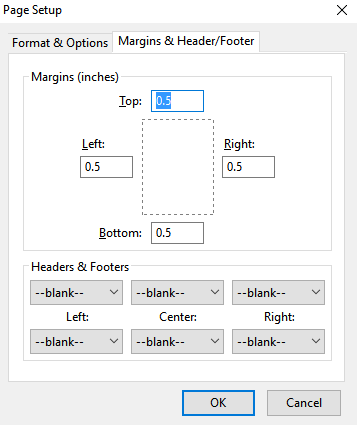 Page Setup
Format & Options
Margins & Header/Footer
Margins (inches)
Top: 0.5
Left:
Right:
0.5
0.5
Bottom: 0.5
Headers & Footers
--blank-- --blank-- --blank--
Left: Center: Right:
--blank-- --blank-- --blank--
OK Cancel